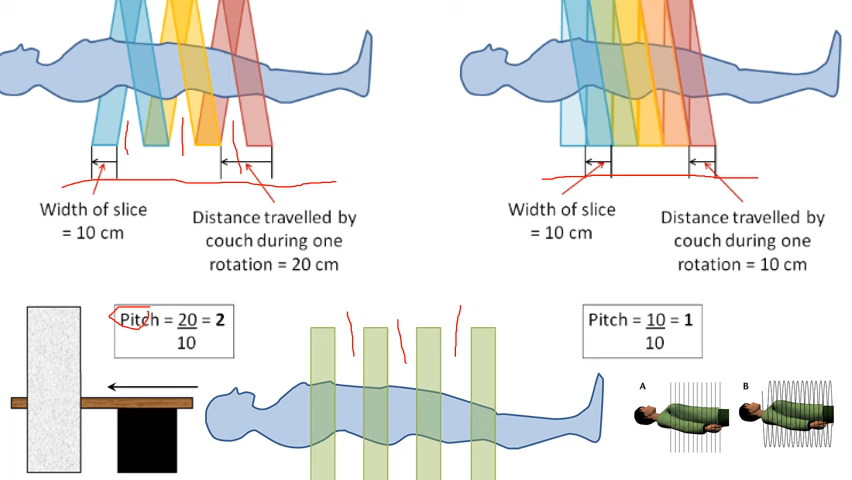 Width of slice
= 10 cm
Distance travelled by
couch during one
rotation = 20 cm
Width of slice
= 10 cm
Distance travelled by
couch during one
rotation = 10 cm
Pitch = 20 = 2
10
Pitch = 10 = 1
10
A
B